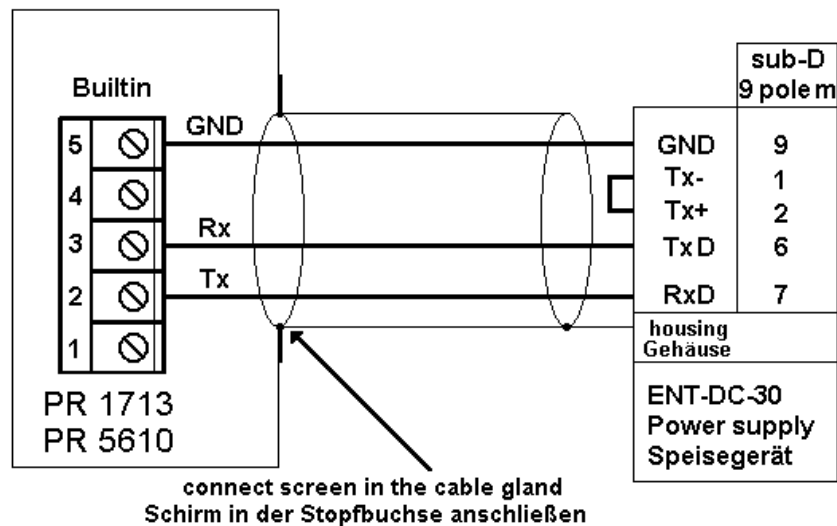 Builtin
5
4
3
2
1
GND
Rx
Tx
PR 1713
PR 5610
sub-D
9 pole m
GND 9
Tx- 1
Tx+ 2
TxD 6
RxD 7
housing
Gehäuse
ENT-DC-30
Power supply
Speisegerät
connect screen in the cable gland
Schirm in der Stopfbuchse anschließen